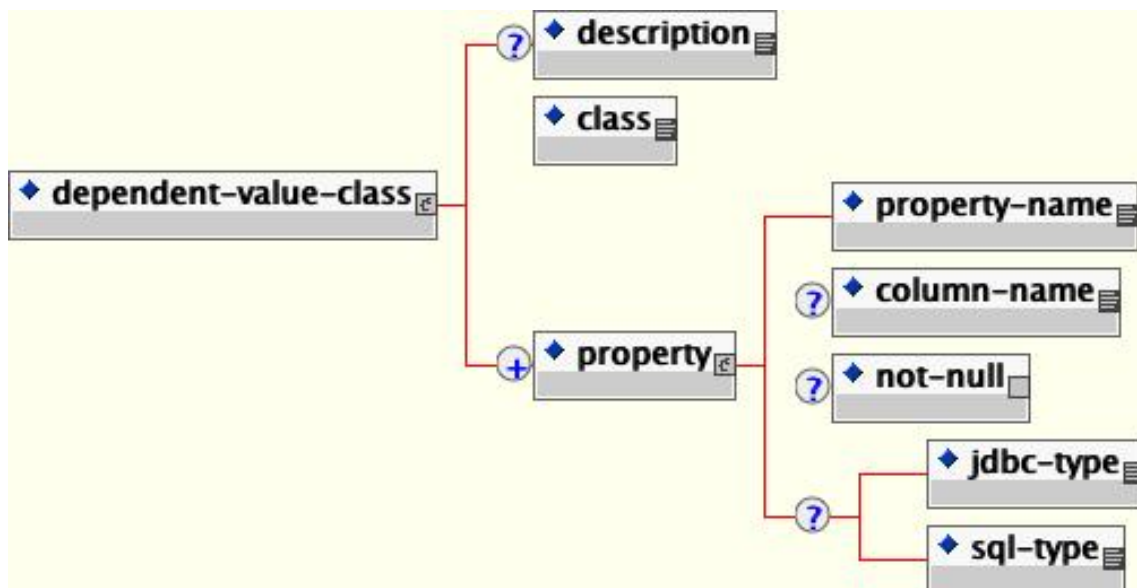 ? description
class
dependent-value-class
property-name
? column-name
+ property
? not-null
jdbc-type
?
sql-type